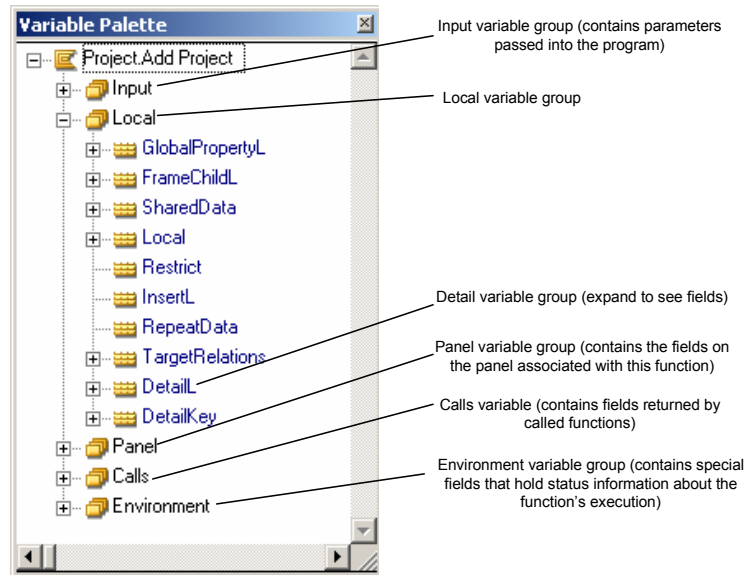 Variable Palette
Project.Add Project
Input
Local
GlobalPropertyL
FrameChildL
SharedData
Local
Restrict
InsertL
RepeatData
TargetRelations
DetailL
DetailKey
Panel
Calls
Environment
Input variable group (contains parameters
passed into the program)
Local variable group
Detail variable group (expand to see fields)
Panel variable group (contains the fields on
the panel associated with this function)
Calls variable (contains fields returned by
called functions)
Environment variable group (contains special
fields that hold status information about the
function's execution)